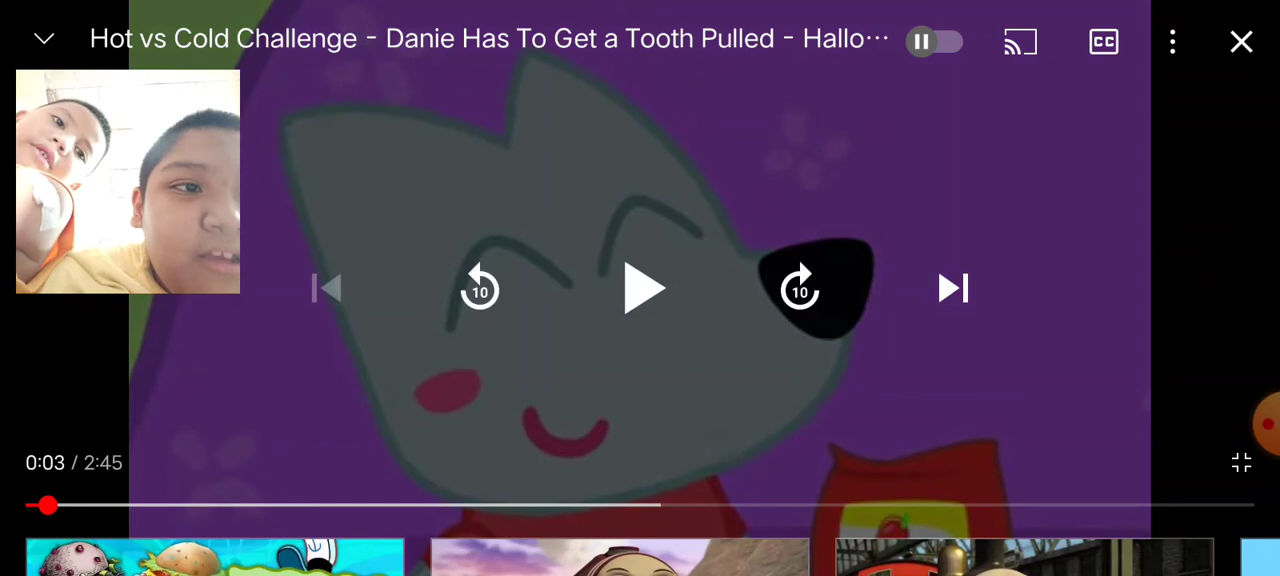 Hot vs Cold Challenge - Danie Has To Get a Tooth Pulled - Hallo...
CC
10
10
0:03 / 2:45